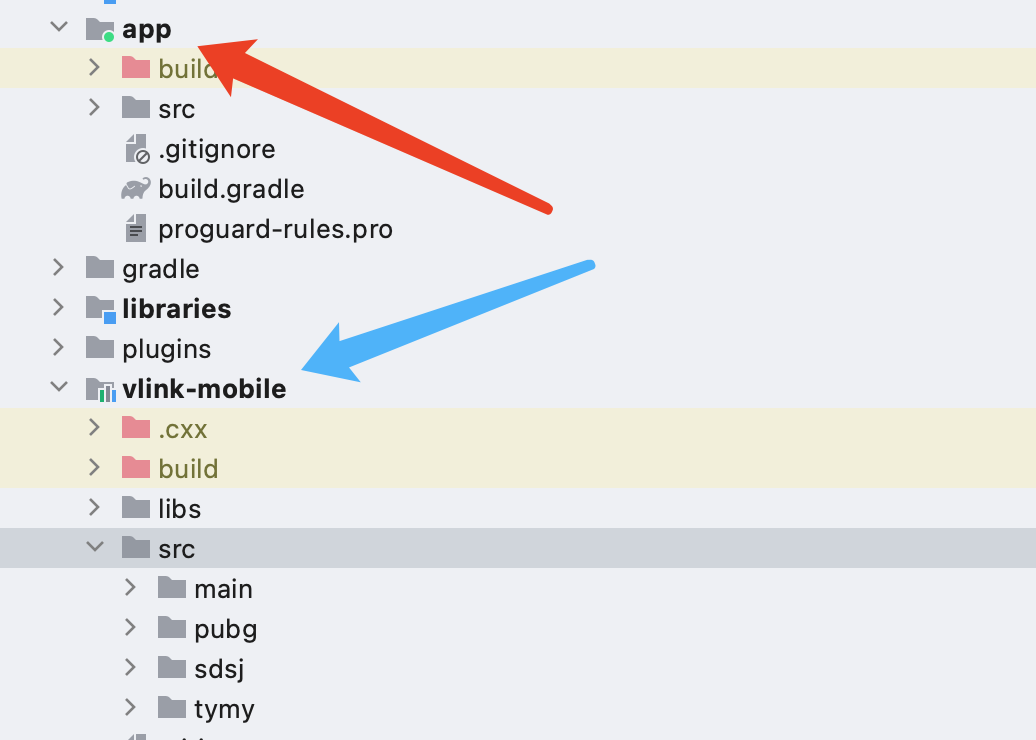 app
build
src
.gitignore
build.gradle
proguard-rules.pro
gradle
libraries
plugins
vlink-mobile
.cxx
build
libs
src
main
pubg
sdsj
tymy